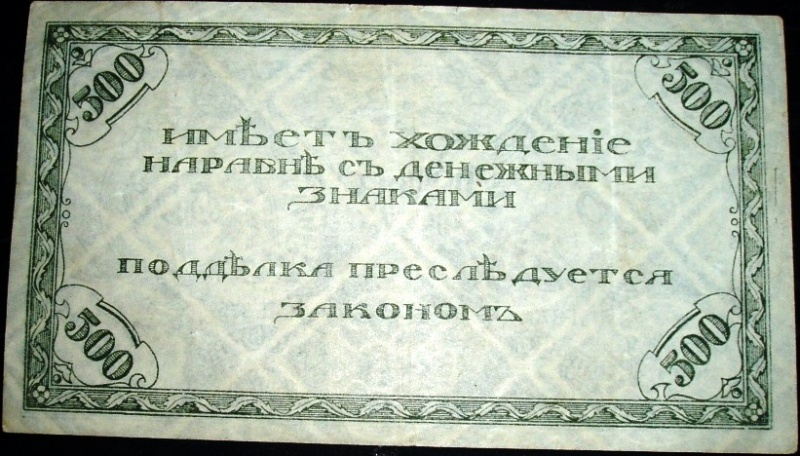 500 500
ИМѢЕТЪ ХОЖДЕНІЕ
НАРАВНѢ СЪ ДЕНЕЖНЫМИ
ЗНАКАМИ
ПОДДѢЛКА ПРЕСЛѢДУЕТСЯ
ЗАКОНОМЪ
500 500